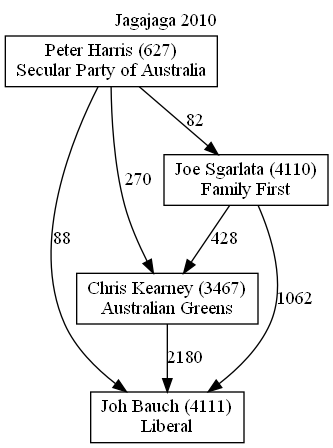 Jagajaga 2010
Peter Harris (627)
Secular Party of Australia
82
Joe Sgarlata (4110)
Family First
270
88
428
Chris Kearney (3467)
Australian Greens
1062
2180
Joh Bauch (4111)
Liberal